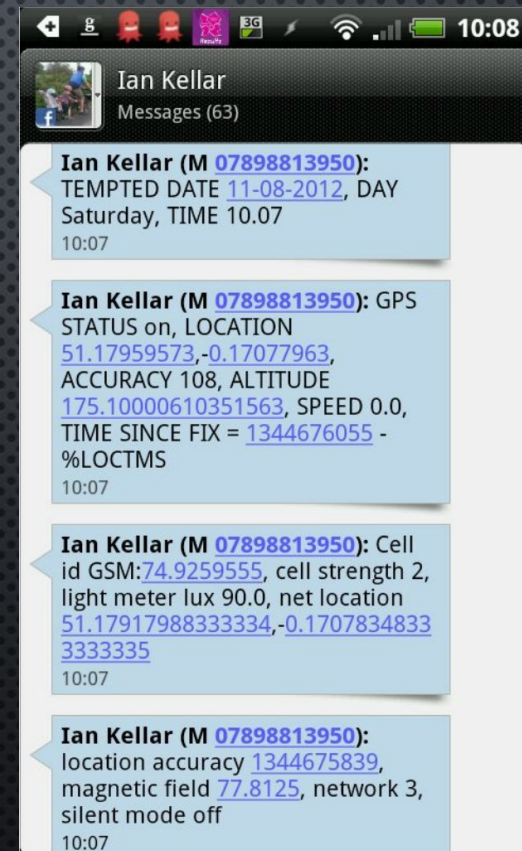 g
Results
3G
10:08
f
Ian Kellar
Messages (63)
Ian Kellar (M 07898813950):
TEMPTED DATE 11-08-2012, DAY
Saturday, TIME 10.07
10:07
Ian Kellar (M 07898813950): GPS
STATUS on, LOCATION
51.17959573,-0.17077963,
ACCURACY 108, ALTITUDE
175.10000610351563, SPEED 0.0,
TIME SINCE FIX = 1344676055 -
%LOCTMS
10:07
Ian Kellar (M 07898813950): Cell
id GSM:74.9259555, cell strength 2,
light meter lux 90.0, net location
51.17917988333334,-0.1707834833
3333335
10:07
Ian Kellar (M 07898813950):
location accuracy 1344675839,
magnetic field 77.8125, network 3,
silent mode off
10:07